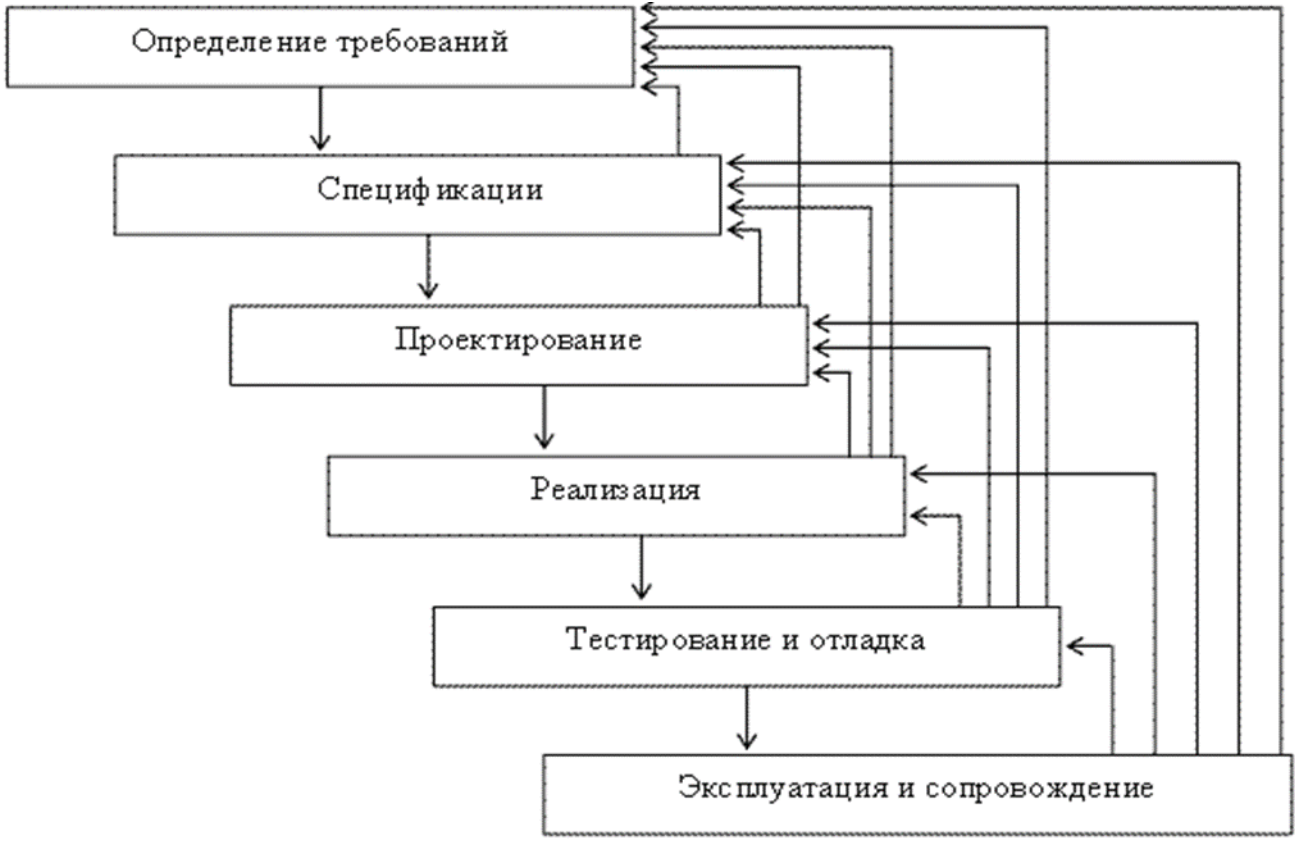 Определение требований
Спецификации
Проектирование
Реализация
Тестирование и отладка
Эксплуатация и сопровождение